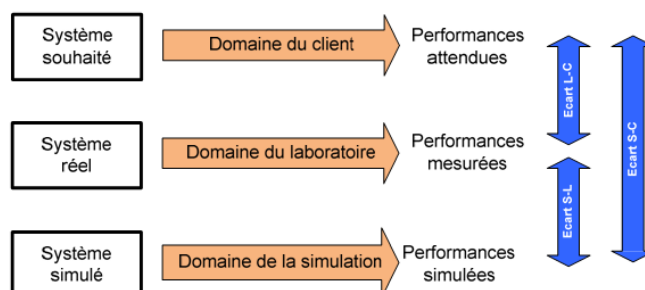 Système
souhaité
Domaine du client
Performances
attendues
Ecart L-C
Ecart S-C
Système
réel
Domaine du laboratoire
Performances
mesurées
Ecart S-L
Système
simulé
Domaine de la simulation
Performances
simulées